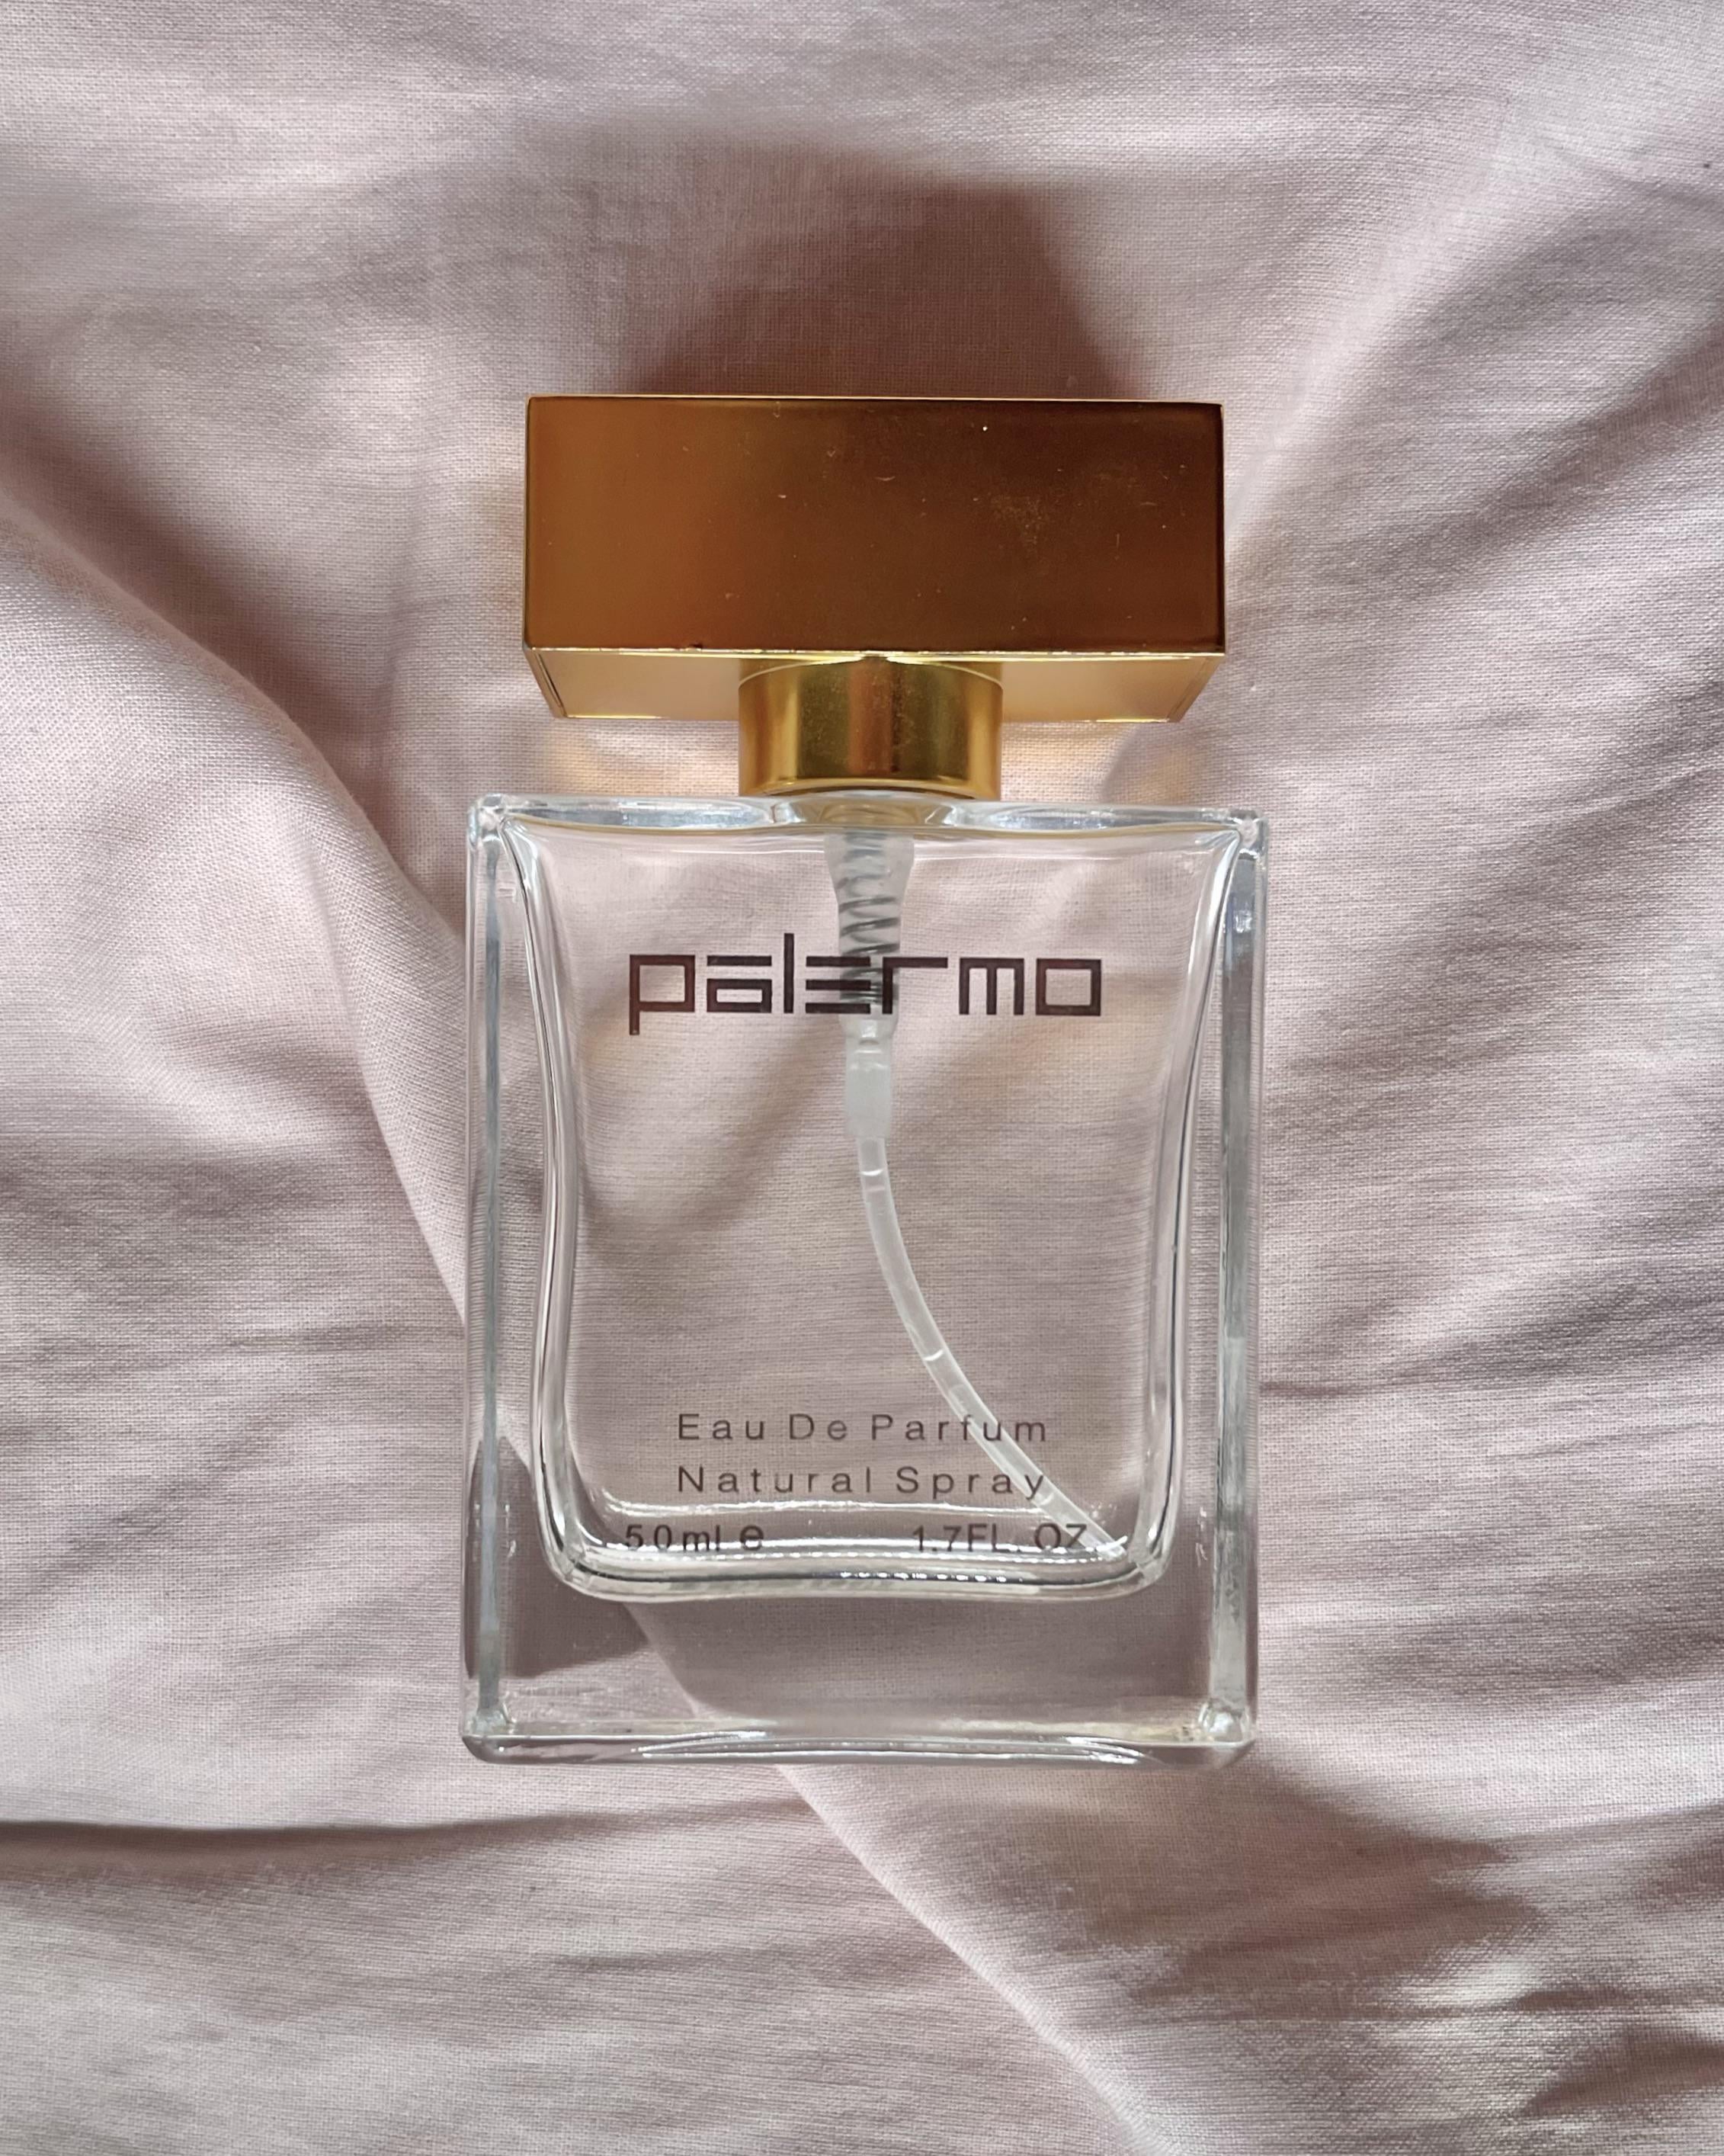 palermo
Eau De Parfum
Natural Spray
50ml e 1.7FL. OZ.